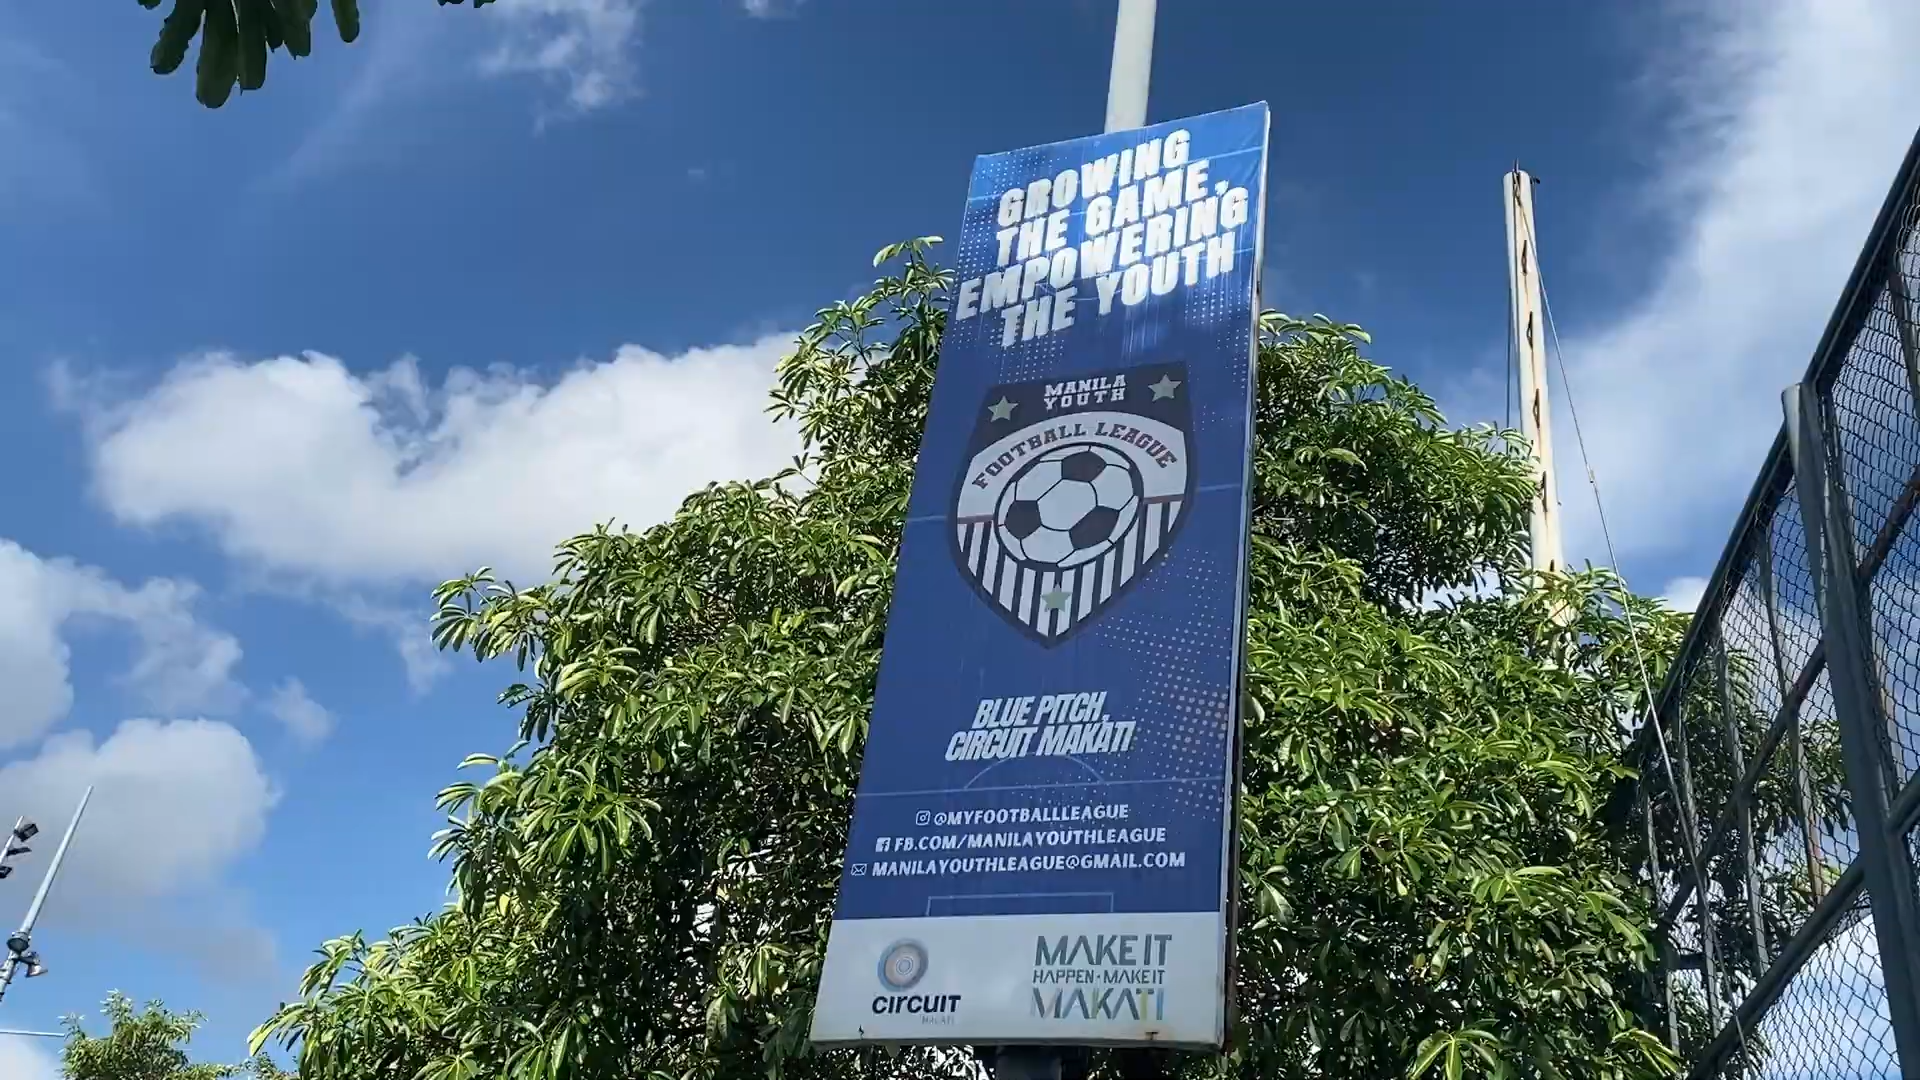 GROWING
THE GAME,
EMPOWERING
THE YOUTH
MANILA
YOUTH
FOOTBALL LEAGUE
BLUE PITCH,
CIRCUIT MAKATI
@MYFOOTBALLLEAGUE
FB.COM/MANILAYOUTHLEAGUE
MANILAYOUTHLEAGUE@GMAIL.COM
CIRCUIT
MAKATI
MAKE IT
HAPPEN · MAKE IT
MAKATI